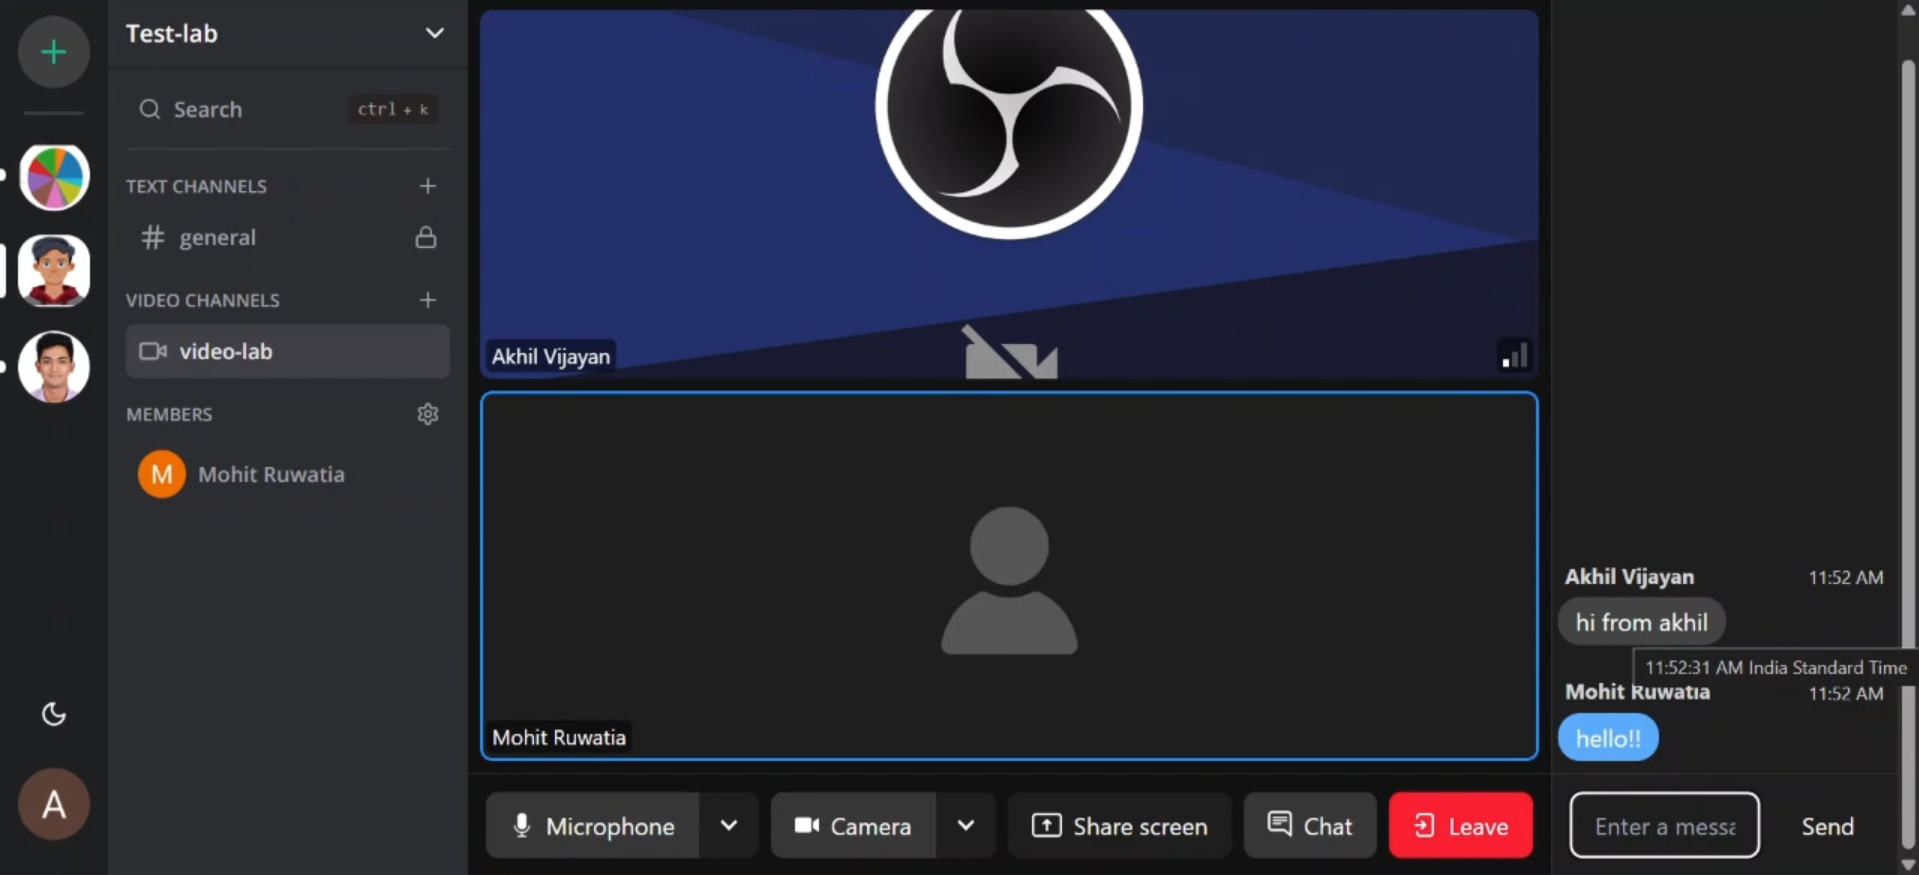 Test-lab
Search
ctrl + k
TEXT CHANNELS
general
VIDEO CHANNELS
video-lab
MEMBERS
M
Mohit Ruwatia
A
Akhil Vijayan
Mohit Ruwatia
Microphone
Camera
Share screen
Chat
Leave
Akhil Vijayan 11:52 AM
hi from akhil
11:52:31 AM India Standard Time
Mohit Ruwatia 11:52 AM
hello!!
Enter a messa
Send